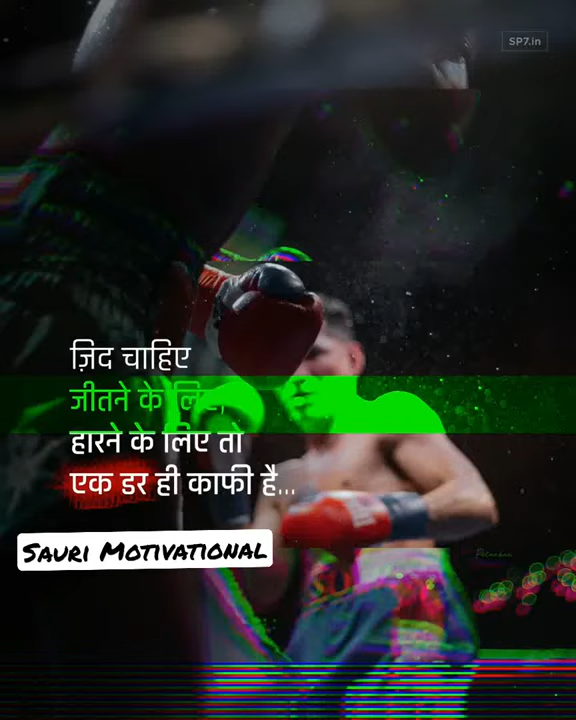 SP7.in
ज़िद चाहिए
जीतने के लिए,
हारने के लिए तो
एक डर ही काफी है...
SAURI MOTIVATIONAL